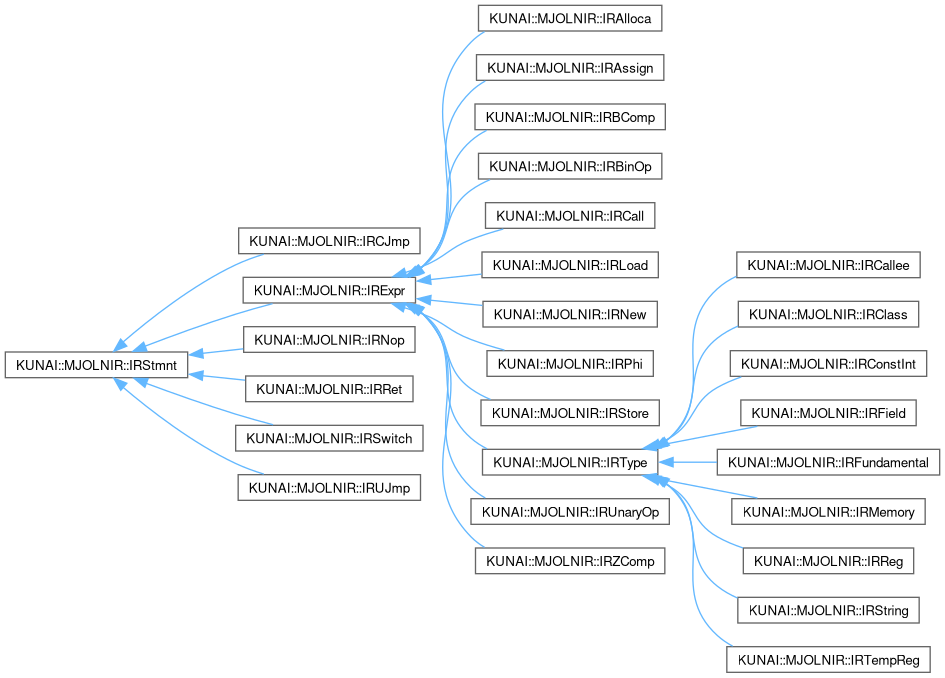 KUNAI::MJOLNIR::IRStmnt
KUNAI::MJOLNIR::IRCJmp
KUNAI::MJOLNIR::IRExpr
KUNAI::MJOLNIR::IRNop
KUNAI::MJOLNIR::IRRet
KUNAI::MJOLNIR::IRSwitch
KUNAI::MJOLNIR::IRUJmp
KUNAI::MJOLNIR::IRAlloca
KUNAI::MJOLNIR::IRAssign
KUNAI::MJOLNIR::IRBComp
KUNAI::MJOLNIR::IRBinOp
KUNAI::MJOLNIR::IRCall
KUNAI::MJOLNIR::IRLoad
KUNAI::MJOLNIR::IRNew
KUNAI::MJOLNIR::IRPhi
KUNAI::MJOLNIR::IRStore
KUNAI::MJOLNIR::IRType
KUNAI::MJOLNIR::IRUnaryOp
KUNAI::MJOLNIR::IRZComp
KUNAI::MJOLNIR::IRCallee
KUNAI::MJOLNIR::IRClass
KUNAI::MJOLNIR::IRConstInt
KUNAI::MJOLNIR::IRField
KUNAI::MJOLNIR::IRFundamental
KUNAI::MJOLNIR::IRMemory
KUNAI::MJOLNIR::IRReg
KUNAI::MJOLNIR::IRString
KUNAI::MJOLNIR::IRTempReg